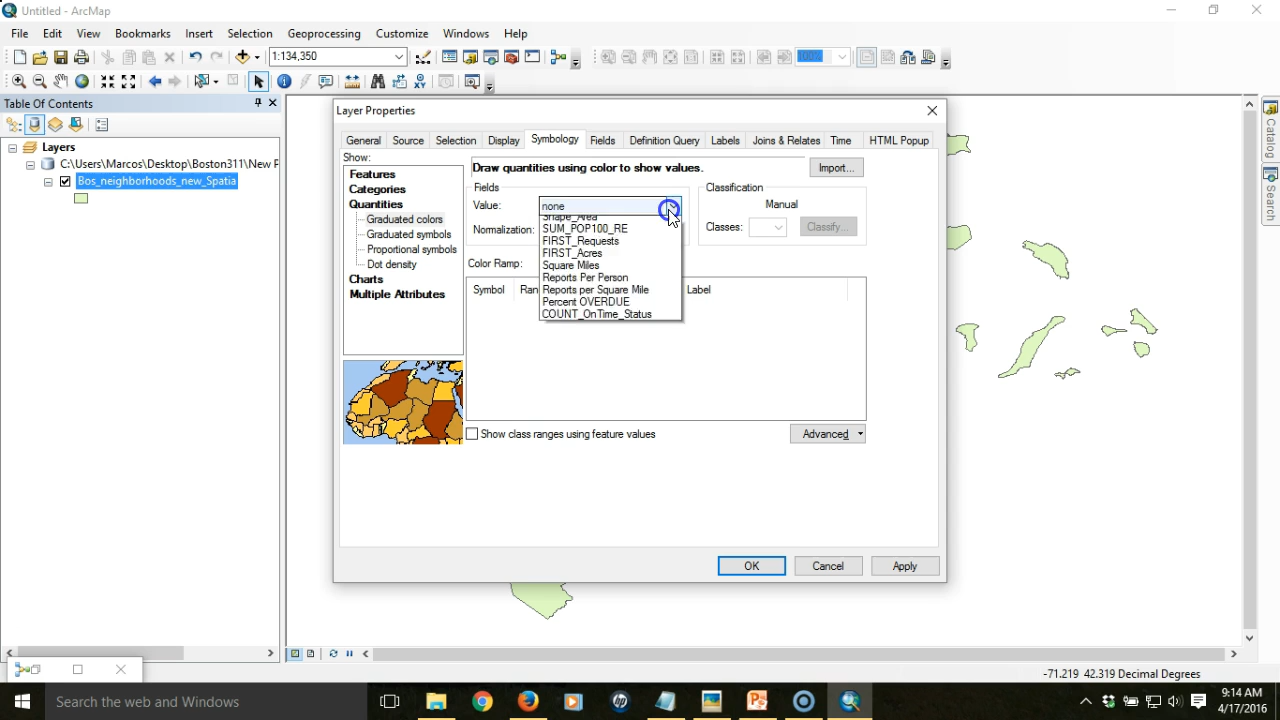 Untitled - ArcMap
File Edit View Bookmarks Insert Selection Geoprocessing Customize Windows Help
1:134,350
100%
Table Of Contents
Layers
C:\Users\Marcos\Desktop\Boston311\New F
Bos_neighborhoods_new_Spatia
Layer Properties
General Source Selection Display Symbology Fields Definition Query Labels Joins & Relates Time HTML Popup
Show:
Features
Categories
Quantities
Graduated colors
Graduated symbols
Proportional symbols
Dot density
Charts
Multiple Attributes
Draw quantities using color to show values.
Import...
Fields
Value: none
Normalization:
Shape_Area
SUM_POP100_RE
FIRST_Requests
FIRST_Acres
Square Miles
Reports Per Person
Reports per Square Mile
Percent OVERDUE
COUNT_OnTime_Status
Classification
Manual
Classes: Classify...
Color Ramp:
Symbol Ran Label
Show class ranges using feature values
Advanced
OK Cancel Apply
Catalog
Search
-71.219 42.319 Decimal Degrees
Search the web and Windows
9:14 AM
4/17/2016